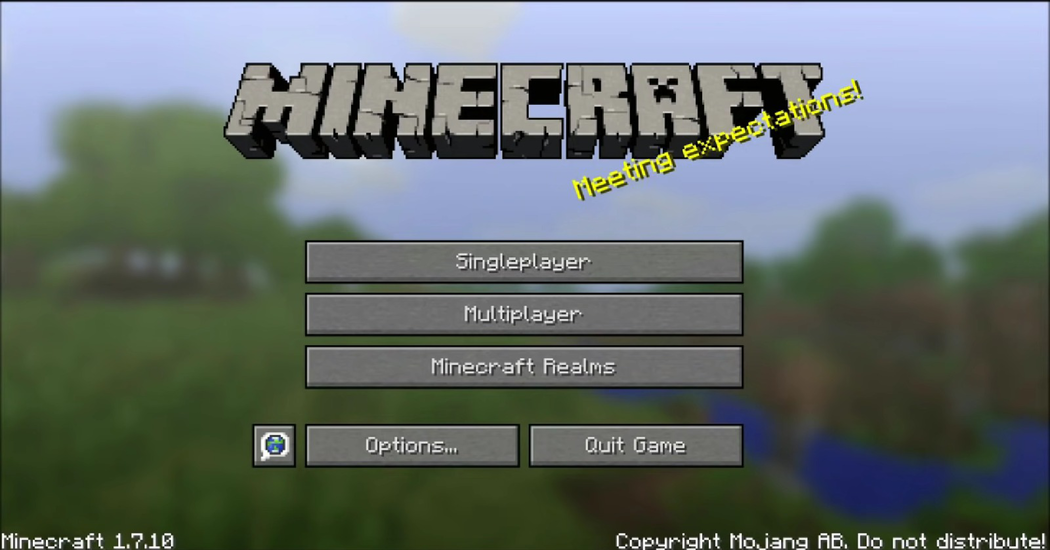 MINECRAFT
Meeting expectations!
Singleplayer
Multiplayer
Minecraft Realms
Options...
Quit Game
Minecraft 1.7.10
Copyright Mojang AB. Do not distribute!